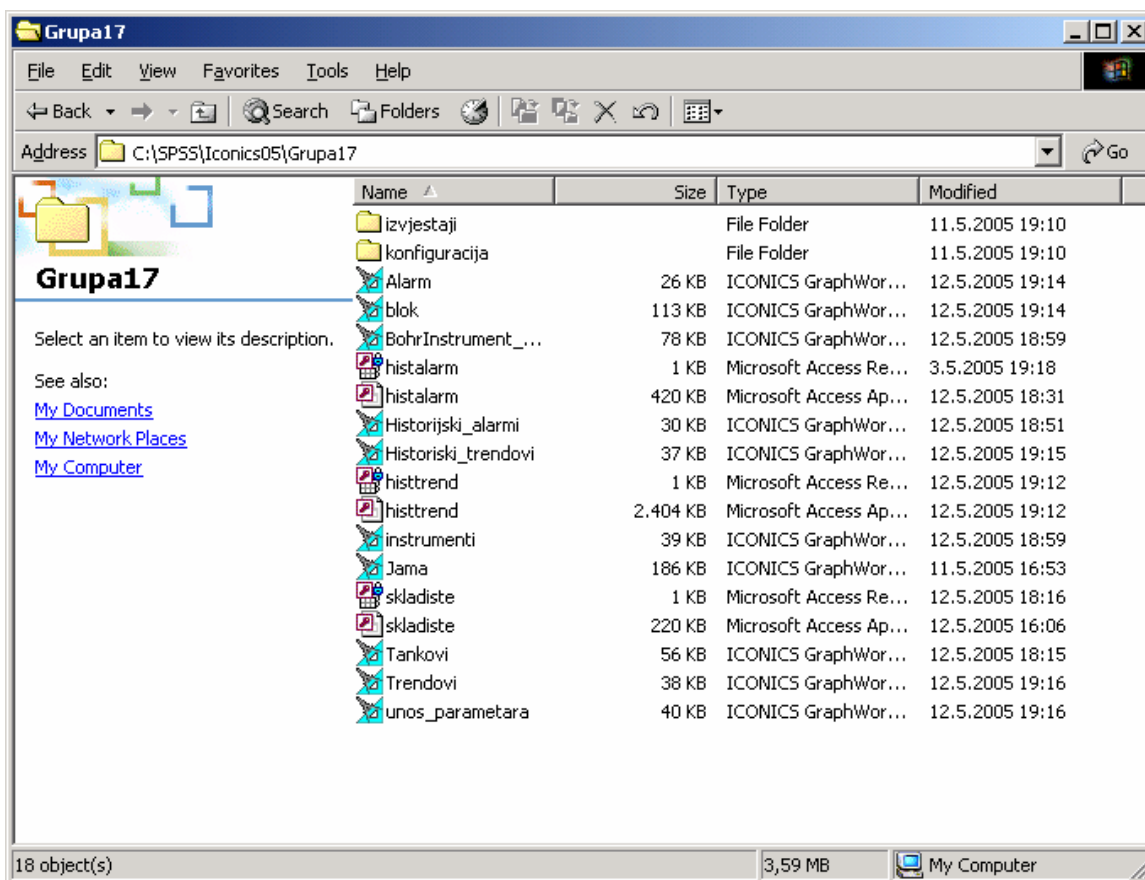 Grupa17
File Edit View Favorites Tools Help
Back Search Folders
Address C:\SPSS\Iconics05\Grupa17 Go
Grupa17
Select an item to view its description.
See also:
My Documents
My Network Places
My Computer
Name Size Type Modified
izvjestaji File Folder 11.5.2005 19:10
konfiguracija File Folder 11.5.2005 19:10
Alarm 26 KB ICONICS GraphWor... 12.5.2005 19:14
blok 113 KB ICONICS GraphWor... 12.5.2005 19:14
BohrInstrument_... 78 KB ICONICS GraphWor... 12.5.2005 18:59
histalarm 1 KB Microsoft Access Re... 3.5.2005 19:18
histalarm 420 KB Microsoft Access Ap... 12.5.2005 18:31
Historijski_alarmi 30 KB ICONICS GraphWor... 12.5.2005 18:51
Historiski_trendovi 37 KB ICONICS GraphWor... 12.5.2005 19:15
histtrend 1 KB Microsoft Access Re... 12.5.2005 19:12
histtrend 2.404 KB Microsoft Access Ap... 12.5.2005 19:12
instrumenti 39 KB ICONICS GraphWor... 12.5.2005 18:59
Jama 186 KB ICONICS GraphWor... 11.5.2005 16:53
skladiste 1 KB Microsoft Access Re... 12.5.2005 18:16
skladiste 220 KB Microsoft Access Ap... 12.5.2005 16:06
Tankovi 56 KB ICONICS GraphWor... 12.5.2005 18:15
Trendovi 38 KB ICONICS GraphWor... 12.5.2005 19:16
unos_parametara 40 KB ICONICS GraphWor... 12.5.2005 19:16
18 object(s) 3,59 MB My Computer